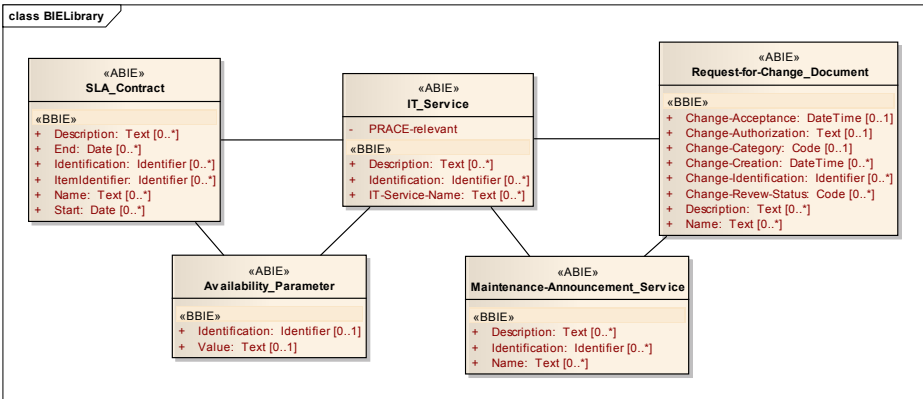 class BIELibrary
«ABIE»
SLA_Contract
«BBIE»
+ Description: Text [0..*]
+ End: Date [0..*]
+ Identification: Identifier [0..*]
+ ItemIdentifier: Identifier [0..*]
+ Name: Text [0..*]
+ Start: Date [0..*]
«ABIE»
IT_Service
- PRACE-relevant
«BBIE»
+ Description: Text [0..*]
+ Identification: Identifier [0..*]
+ IT-Service-Name: Text [0..*]
«ABIE»
Request-for-Change_Document
«BBIE»
+ Change-Acceptance: DateTime [0..1]
+ Change-Authorization: Text [0..1]
+ Change-Category: Code [0..1]
+ Change-Creation: DateTime [0..*]
+ Change-Identification: Identifier [0..*]
+ Change-Revew-Status: Code [0..*]
+ Description: Text [0..*]
+ Name: Text [0..*]
«ABIE»
Availability_Parameter
«BBIE»
+ Identification: Identifier [0..1]
+ Value: Text [0..1]
«ABIE»
Maintenance-Announcement_Service
«BBIE»
+ Description: Text [0..*]
+ Identification: Identifier [0..*]
+ Name: Text [0..*]